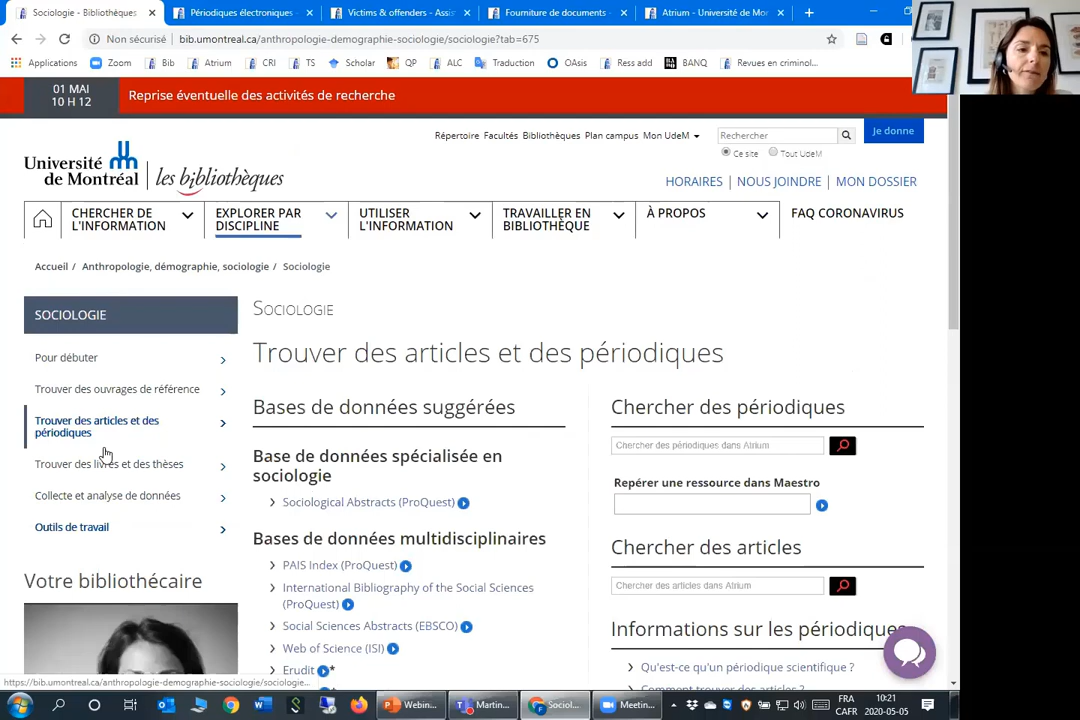 Sociologie - Bibliothèques
Périodiques électroniques -
Victims & offenders - Assis
Fourniture de documents -
Atrium - Université de Mo
Non sécurisé
bib.umontreal.ca/anthropologie-demographie-sociologie/sociologie?tab=675
Applications
Zoom
Bib
Atrium
CRI
TS
Scholar
QP
ALC
Traduction
OAsis
Ress add
BANQ
Revues en criminol...
01 MAI
10 H 12
Reprise éventuelle des activités de recherche
Répertoire Facultés Bibliothèques Plan campus Mon UdeM
Rechercher
Je donne
Ce site
Tout UdeM
Université
de Montréal
les bibliothèques
HORAIRES | NOUS JOINDRE | MON DOSSIER
CHERCHER DE
L'INFORMATION
EXPLORER PAR
DISCIPLINE
UTILISER
L'INFORMATION
TRAVAILLER EN
BIBLIOTHÈQUE
À PROPOS
FAQ CORONAVIRUS
Accueil / Anthropologie, démographie, sociologie / Sociologie
SOCIOLOGIE
Pour débuter
Trouver des ouvrages de référence
Trouver des articles et des
périodiques
Trouver des livres et des thèses
Collecte et analyse de données
Outils de travail
Votre bibliothécaire
SOCIOLOGIE
Trouver des articles et des périodiques
Bases de données suggérées
Base de données spécialisée en
sociologie
Sociological Abstracts (ProQuest)
Bases de données multidisciplinaires
PAIS Index (ProQuest)
International Bibliography of the Social Sciences
(ProQuest)
Social Sciences Abstracts (EBSCO)
Web of Science (ISI)
Erudit *
Chercher des périodiques
Chercher des périodiques dans Atrium
Repérer une ressource dans Maestro
Chercher des articles
Chercher des articles dans Atrium
Informations sur les périodiques
Qu'est-ce qu'un périodique scientifique ?
Comment trouver des articles ?
https://bib.umontreal.ca/anthropologie-demographie-sociologie/sociologie...
Webin...
Martin...
Sociol...
Meetin...
FRA
CAFR
10:21
2020-05-05